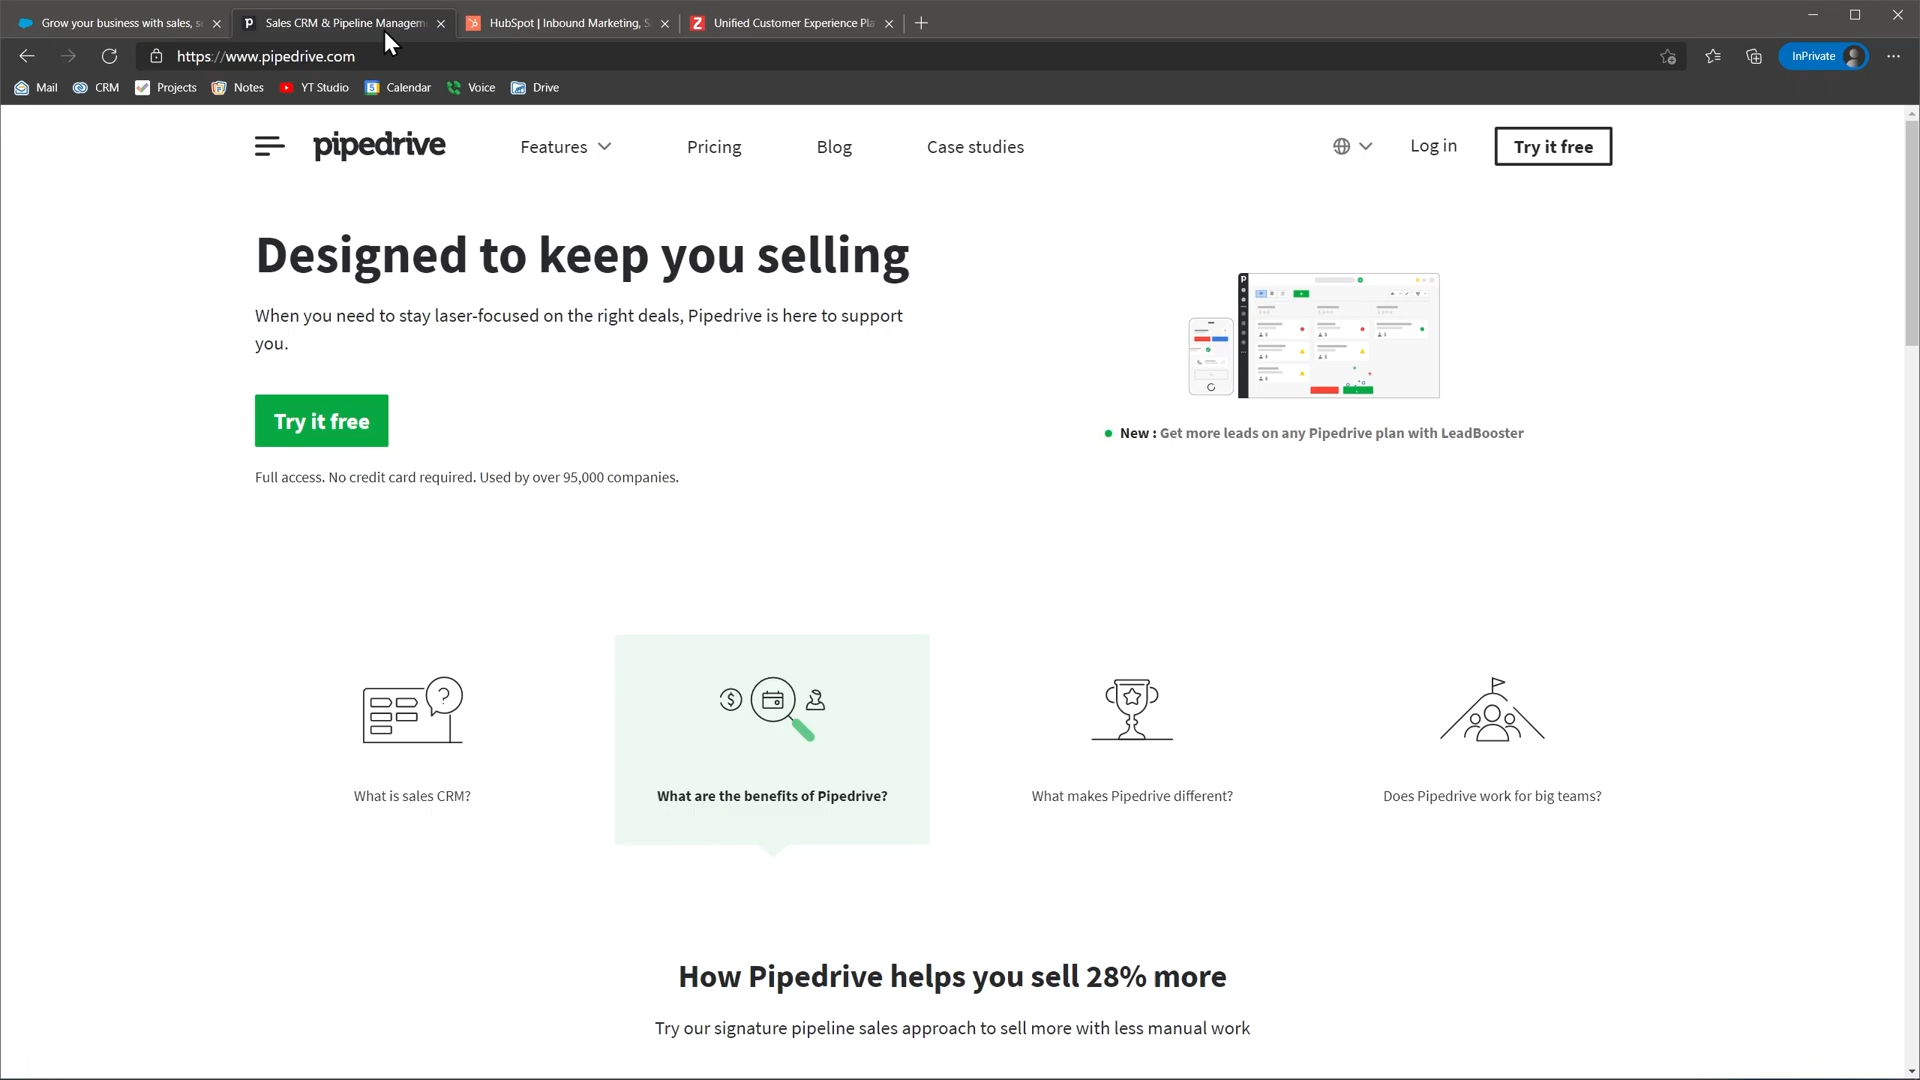 Grow your business with sales, s
Sales CRM & Pipeline Managem
HubSpot | Inbound Marketing, S
Unified Customer Experience Pla
https://www.pipedrive.com
InPrivate
Mail
CRM
Projects
Notes
YT Studio
Calendar
Voice
Drive
pipedrive
Features
Pricing
Blog
Case studies
Log in
Try it free
Designed to keep you selling
When you need to stay laser-focused on the right deals, Pipedrive is here to support
you.
Try it free
Full access. No credit card required. Used by over 95,000 companies.
New : Get more leads on any Pipedrive plan with LeadBooster
What is sales CRM?
What are the benefits of Pipedrive?
What makes Pipedrive different?
Does Pipedrive work for big teams?
How Pipedrive helps you sell 28% more
Try our signature pipeline sales approach to sell more with less manual work